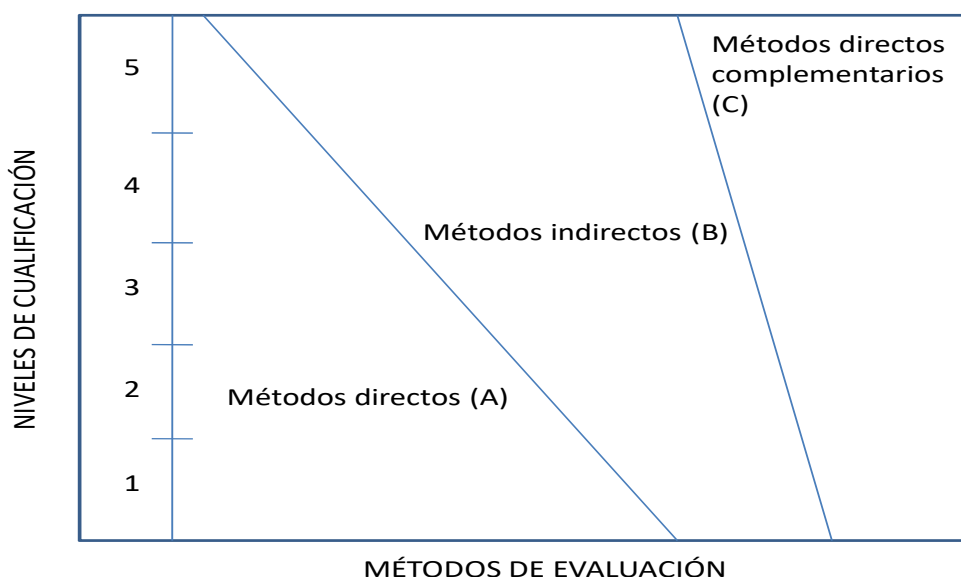 Métodos directos
complementarios
(C)
5
4
Métodos indirectos (B)
3
2
Métodos directos (A)
1
NIVELES DE CUALIFICACIÓN
MÉTODOS DE EVALUACIÓN